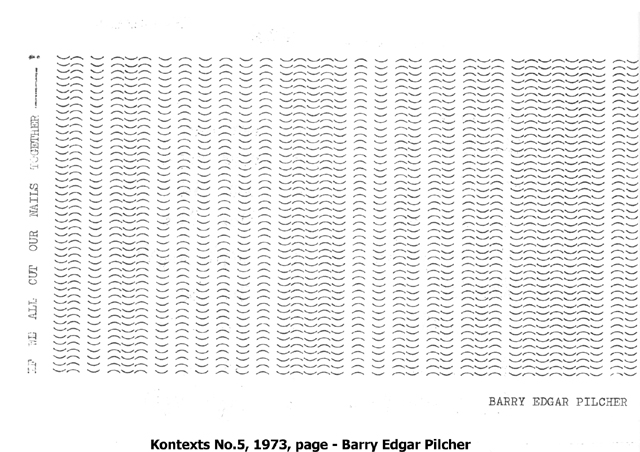 IF WE ALL CUT OUR NAILS TOGETHER
BARRY EDGAR PILCHER
Kontexts No.5, 1973, page - Barry Edgar Pilcher